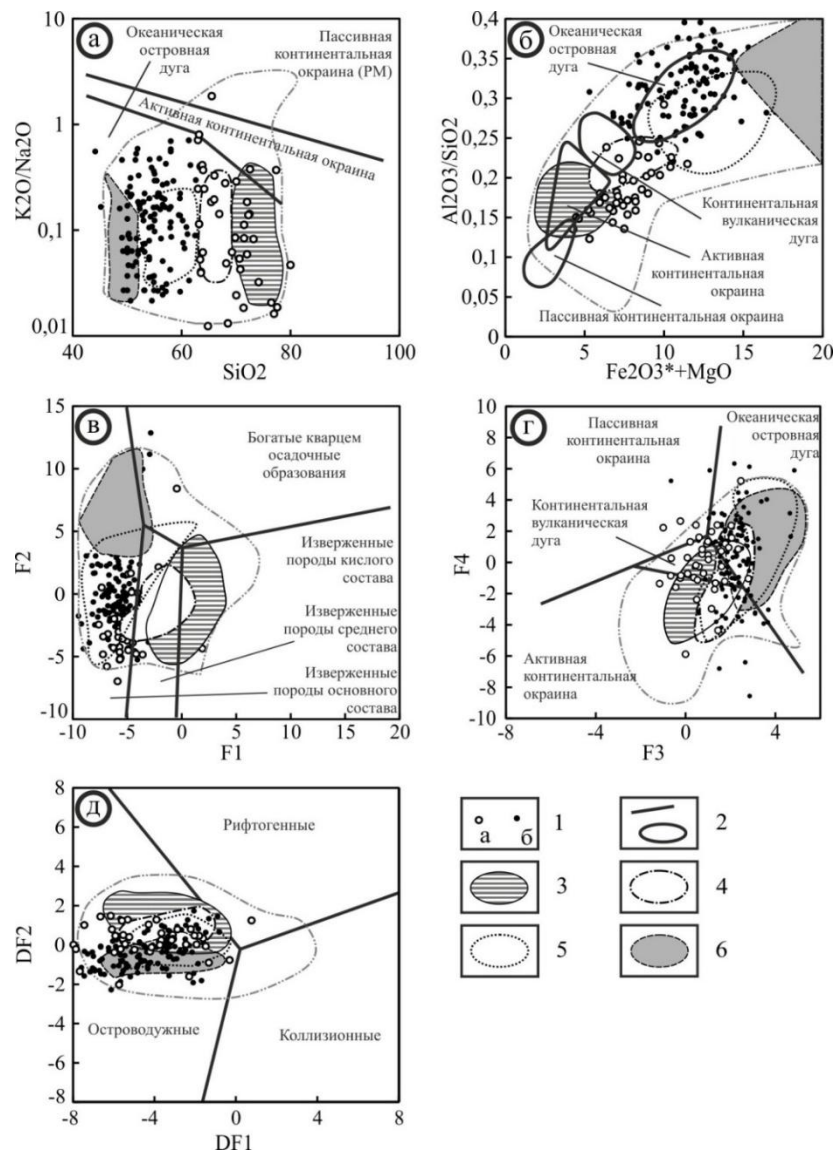 а
Океаническая
островная
дуга
Пассивная
континентальная
окраина (PM)
Активная континентальная
окраина
10
1
0,1
0,01
K2O/Na2O
40
60
80
100
SiO2
б
Океаническая
островная
дуга
Континентальная
вулканическая
дуга
Активная
континентальная
окраина
Пассивная континентальная окраина
0,4
0,35
0,3
0,25
0,2
0,15
0,1
0,05
0
Al2O3/SiO2
0
5
10
15
20
Fe2O3*+MgO
в
Богатые кварцем
осадочные
образования
Изверженные
породы кислого
состава
Изверженные
породы среднего
состава
Изверженные
породы основного
состава
15
10
5
0
-5
-10
F2
-10
-5
0
5
10
15
20
F1
г
Пассивная
континентальная
окраина
Океаническая
островная
дуга
Континентальная
вулканическая
дуга
Активная
континентальная
окраина
10
8
6
4
2
0
-2
-4
-6
-8
-10
F4
-8
-4
0
4
F3
д
Рифтогенные
Островодужные
Коллизионные
8
6
4
2
0
-2
-4
-6
-8
DF2
-8
-4
0
4
8
DF1
а
б
1
2
3
4
5
6